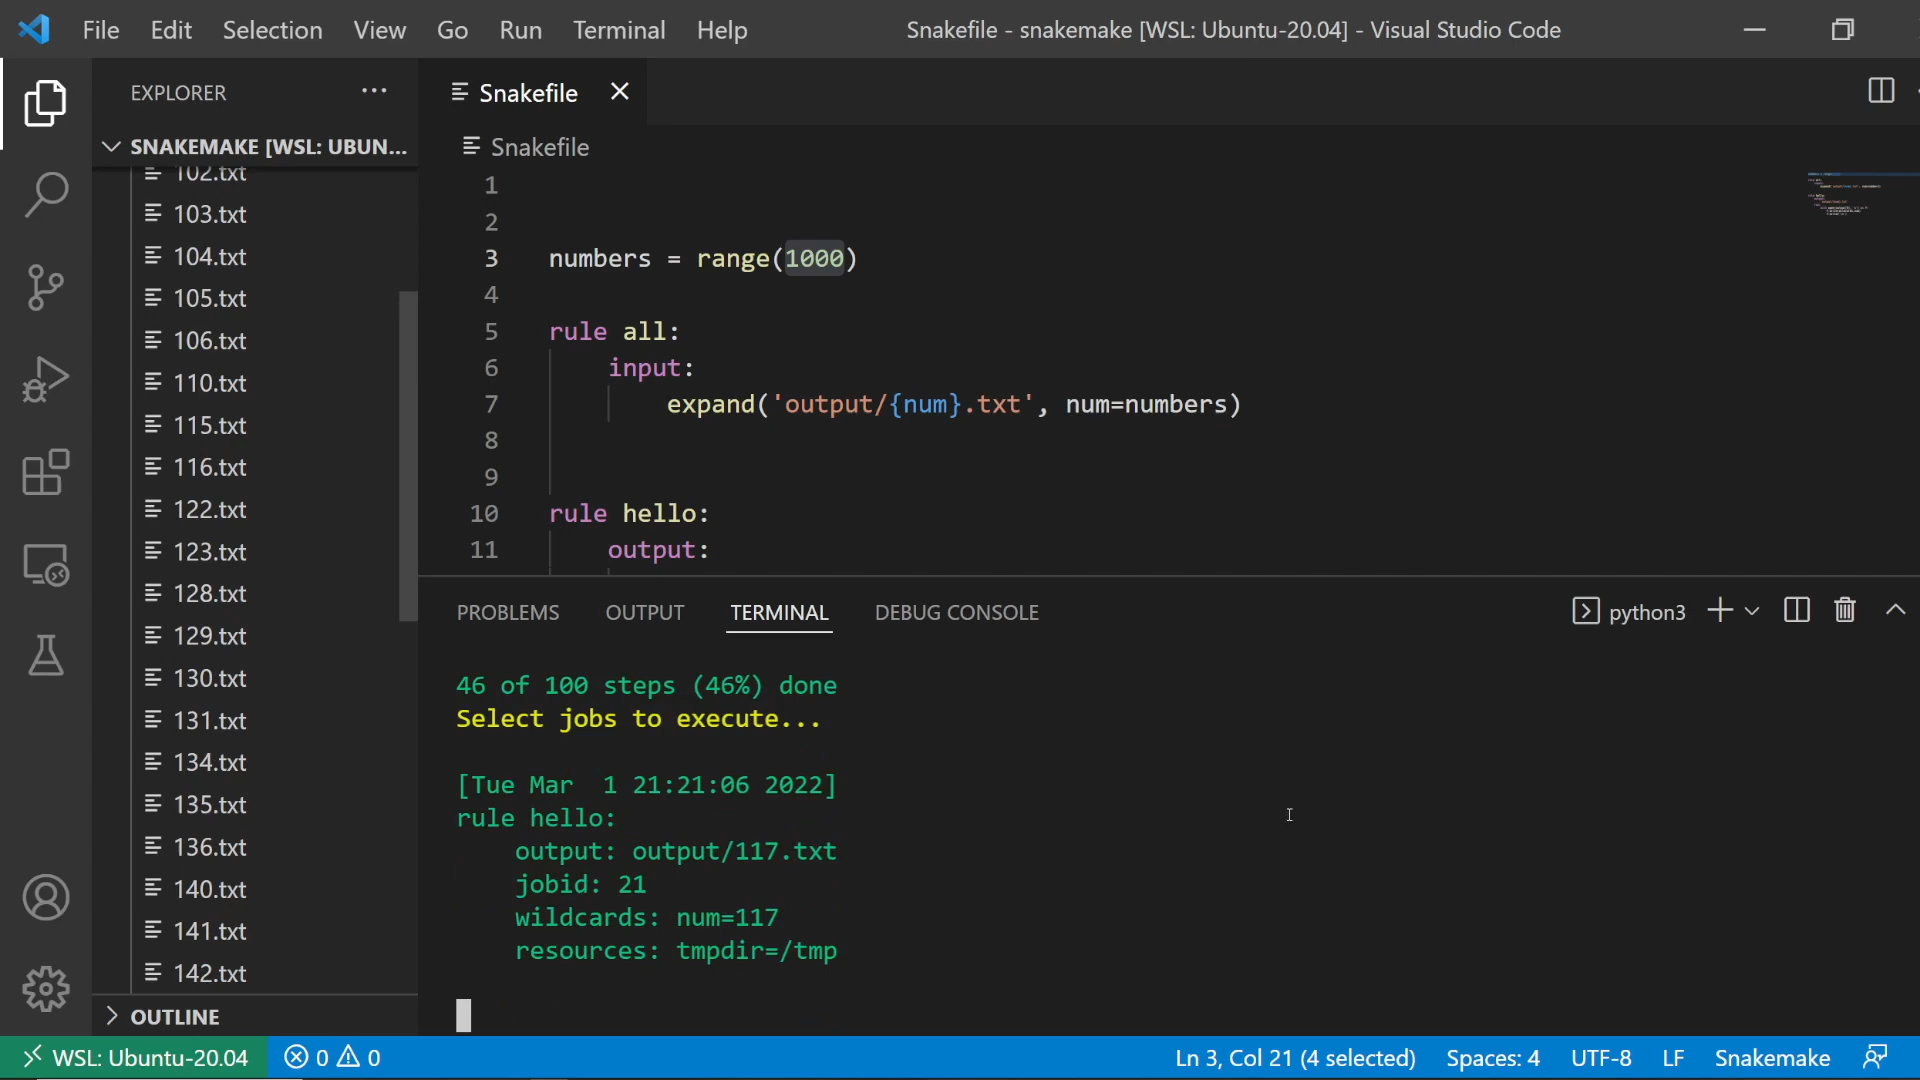 File Edit Selection View Go Run Terminal Help
Snakefile - snakemake [WSL: Ubuntu-20.04] - Visual Studio Code
EXPLORER
SNAKEMAKE [WSL: UBUN...
102.txt
103.txt
104.txt
105.txt
106.txt
110.txt
115.txt
116.txt
122.txt
123.txt
128.txt
129.txt
130.txt
131.txt
134.txt
135.txt
136.txt
140.txt
141.txt
142.txt
OUTLINE
Snakefile
Snakefile
1
2
3 numbers = range(1000)
4
5 rule all:
6 input:
7 expand('output/{num}.txt', num=numbers)
8
9
10 rule hello:
11 output:
PROBLEMS OUTPUT TERMINAL DEBUG CONSOLE
python3
46 of 100 steps (46%) done
Select jobs to execute...
[Tue Mar  1 21:21:06 2022]
rule hello:
output: output/117.txt
jobid: 21
wildcards: num=117
resources: tmpdir=/tmp
WSL: Ubuntu-20.04 0 0 Ln 3, Col 21 (4 selected) Spaces: 4 UTF-8 LF Snakemake